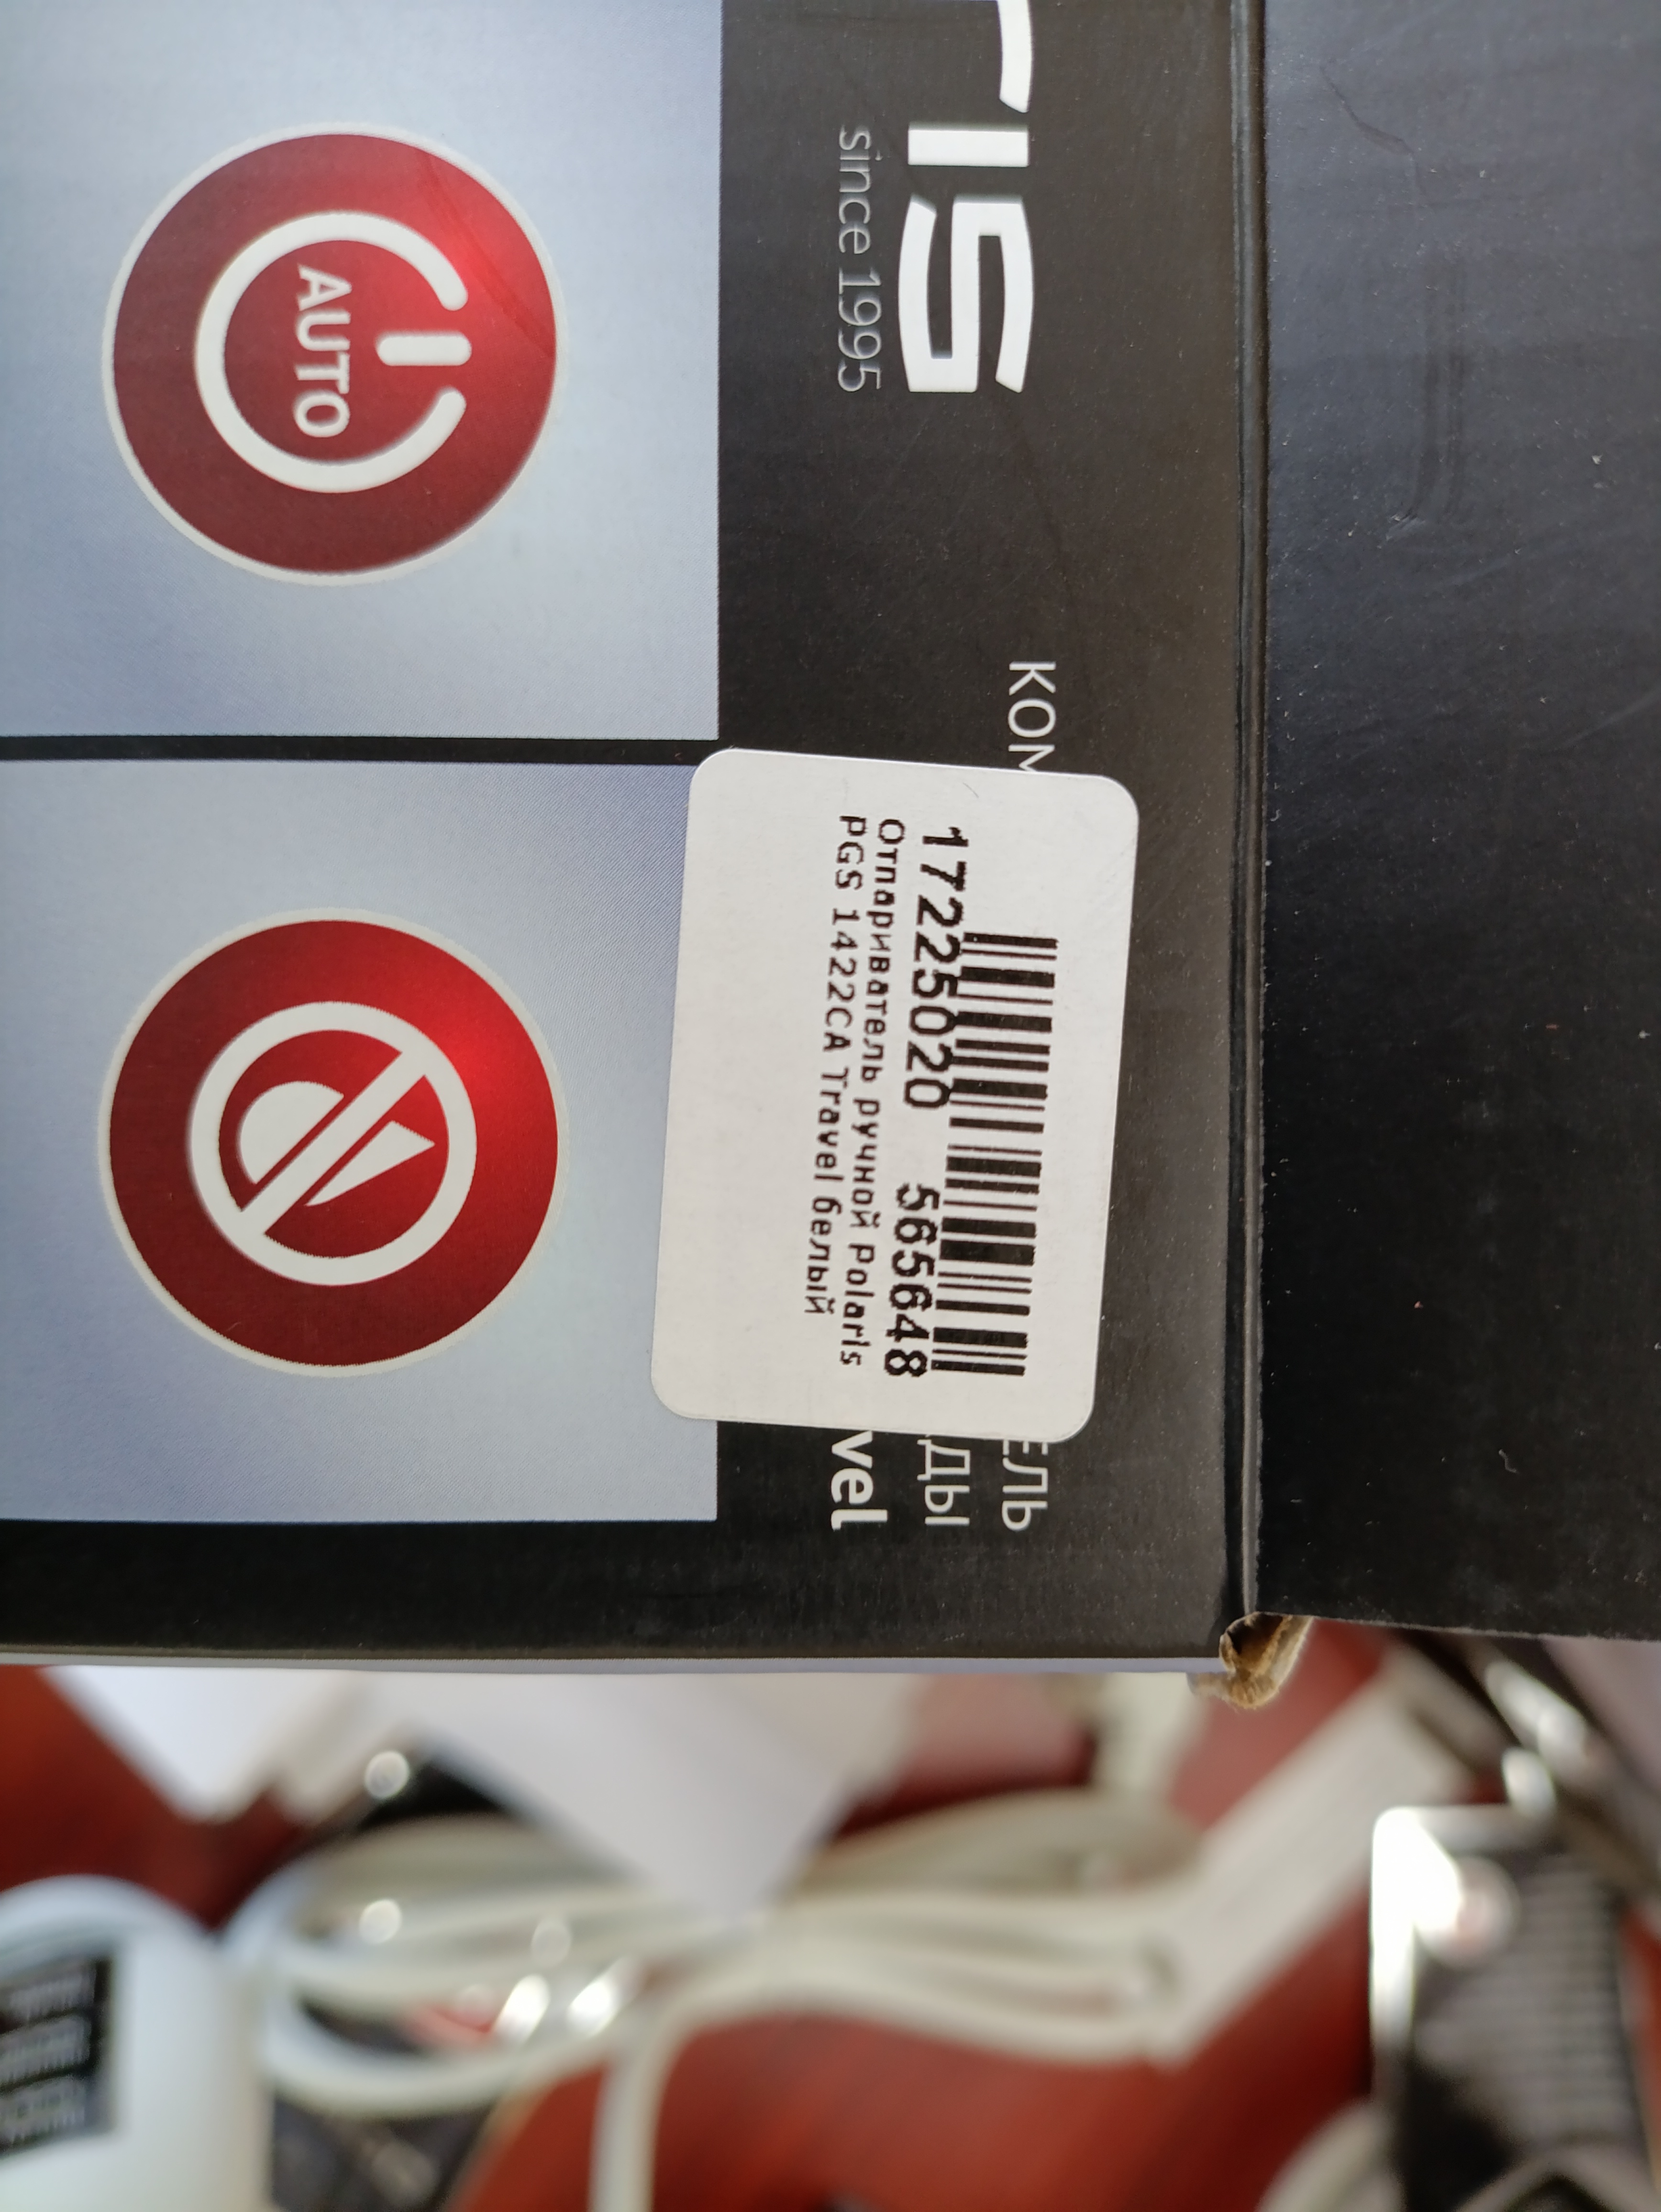 ris
since 1995
AUTO
КОМ
ЕЛЬ
ДЫ
vel
17225020 565648
Отпариватель ручной Polaris
PGS 1422CA Travel белый